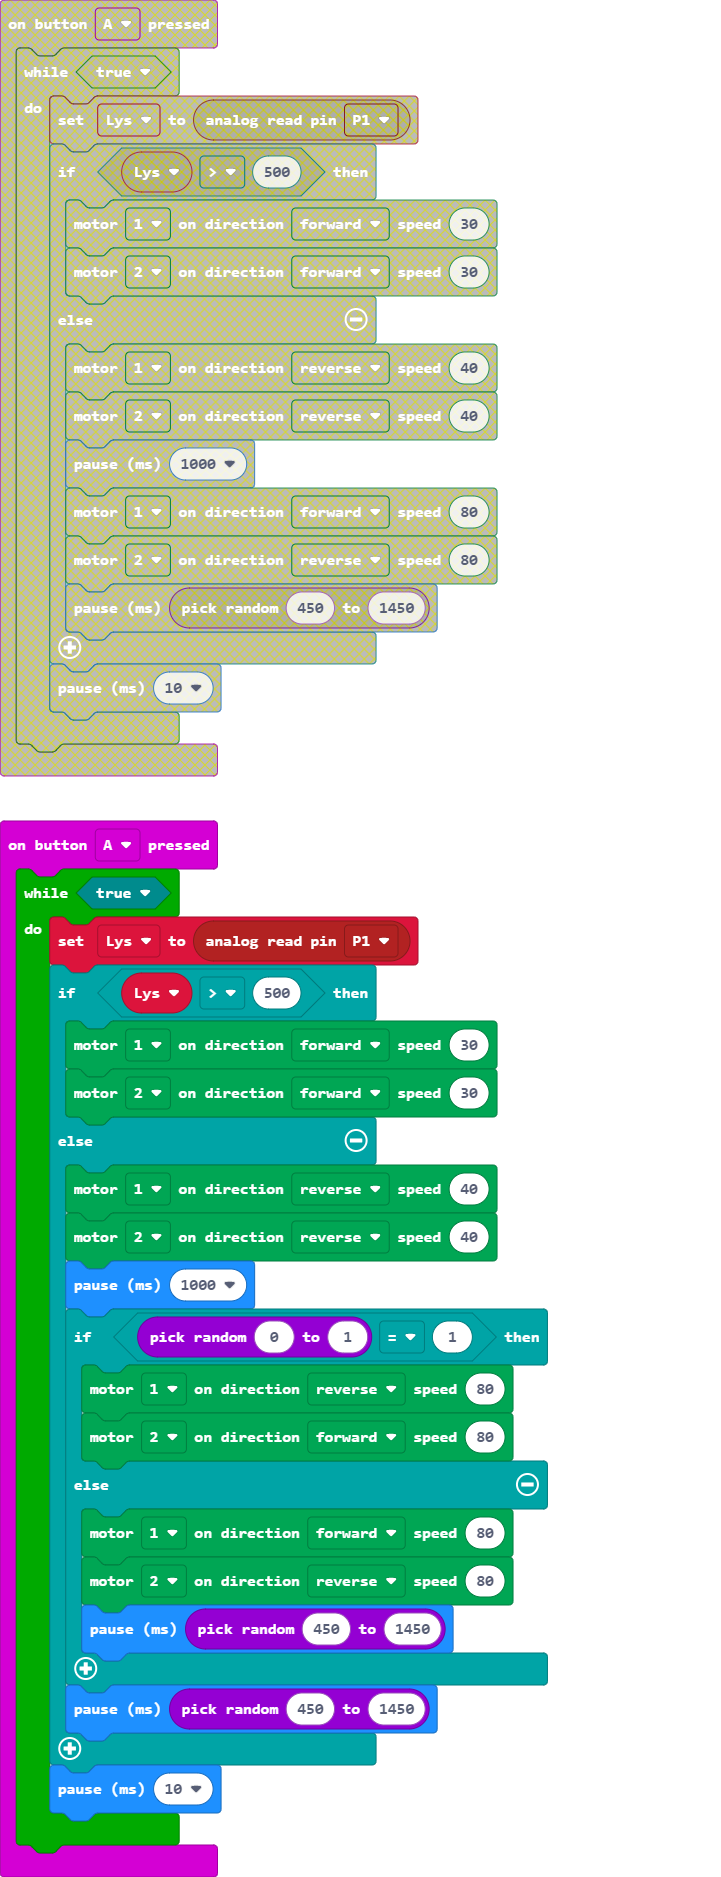 on button A pressed
while true
do
set Lys to analog read pin P1
if Lys > 500 then
motor 1 on direction forward speed 30
motor 2 on direction forward speed 30
else
motor 1 on direction reverse speed 40
motor 2 on direction reverse speed 40
pause (ms) 1000
motor 1 on direction forward speed 80
motor 2 on direction reverse speed 80
pause (ms) pick random 450 to 1450
pause (ms) 10
on button A pressed
while true
do
set Lys to analog read pin P1
if Lys > 500 then
motor 1 on direction forward speed 30
motor 2 on direction forward speed 30
else
motor 1 on direction reverse speed 40
motor 2 on direction reverse speed 40
pause (ms) 1000
if pick random 0 to 1 = 1 then
motor 1 on direction reverse speed 80
motor 2 on direction forward speed 80
else
motor 1 on direction forward speed 80
motor 2 on direction reverse speed 80
pause (ms) pick random 450 to 1450
pause (ms) pick random 450 to 1450
pause (ms) 10